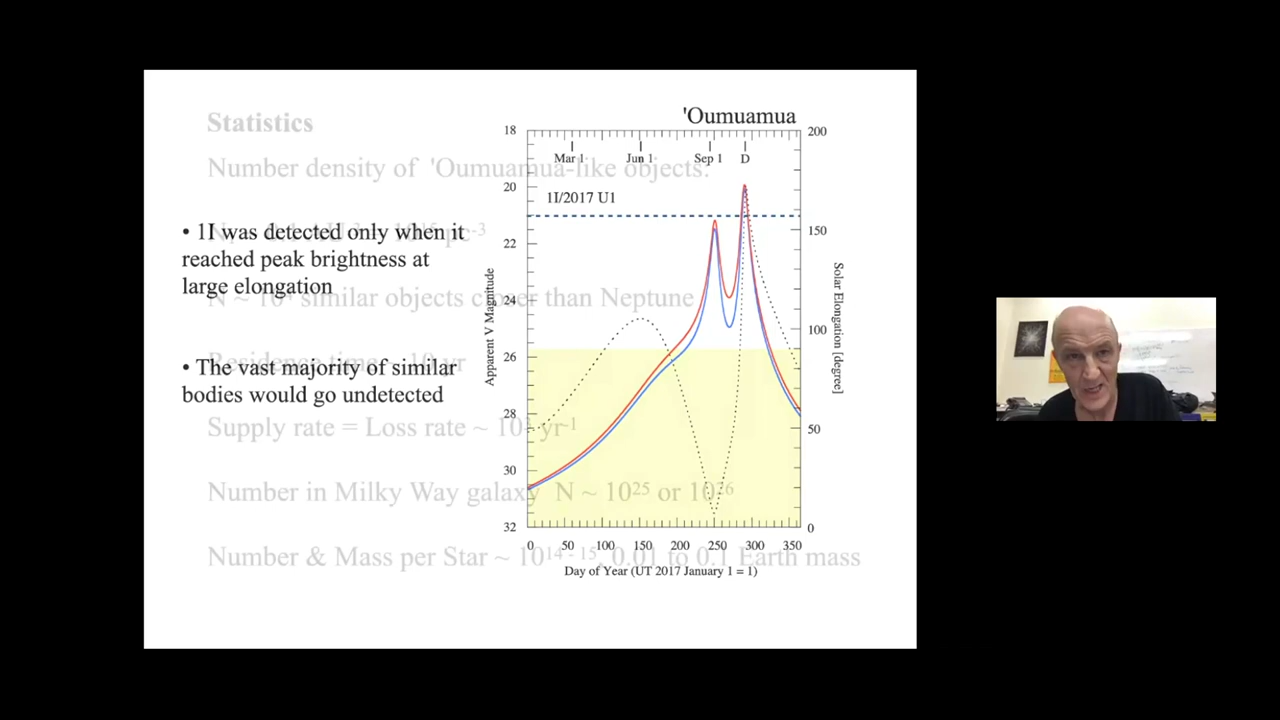 'Oumuamua
Statistics
Number density of 'Oumuamua-like objects:
• 1I was detected only when it
reached peak brightness at
large elongation
similar objects closer than Neptune
• The vast majority of similar
bodies would go undetected
Residence time ~ 10 yr
Supply rate = Loss rate ~ yr-1
Number in Milky Way galaxy N ~ 10²⁵ or 10²⁶
Number & Mass per Star ~ 10¹⁴ ⁻ ¹⁵, 0.01 to 0.1 Earth mass
Mar 1 Jun 1 Sep 1 D
1I/2017 U1
Apparent V Magnitude
18
20
22
24
26
28
30
32
Solar Elongation [degree]
200
150
100
50
0
0 50 100 150 200 250 300 350
Day of Year (UT 2017 January 1 = 1)